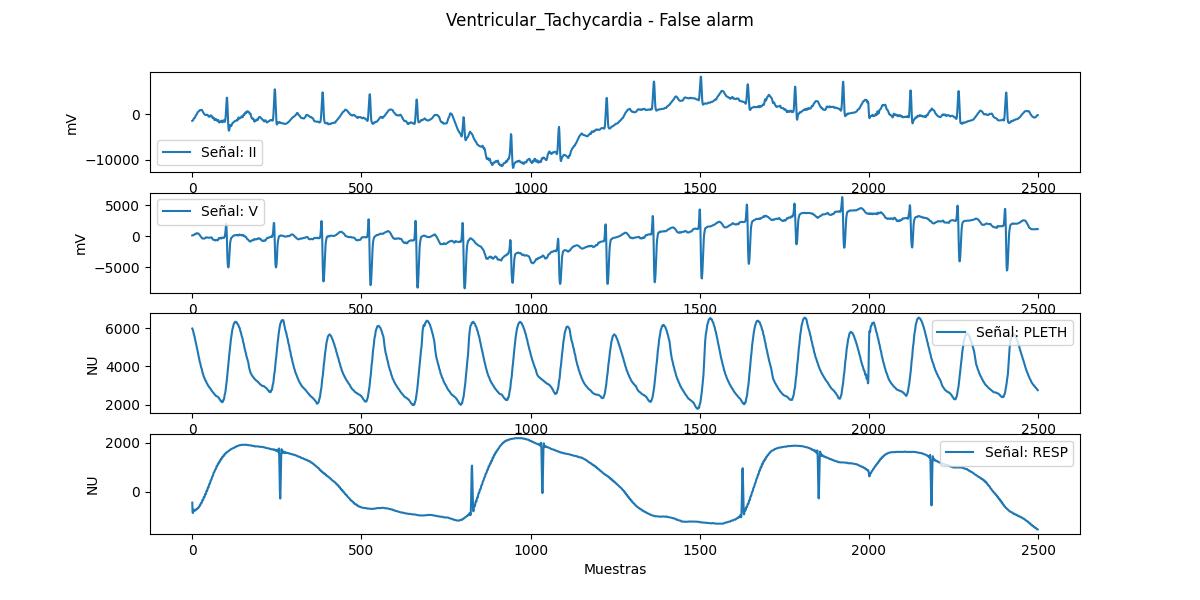 Ventricular_Tachycardia - False alarm
mV
0
−10000
Señal: II
0 500 1000 1500 2000 2500
mV
5000
0
−5000
Señal: V
0 500 1000 1500 2000 2500
NU
6000
4000
2000
Señal: PLETH
0 500 1000 1500 2000 2500
NU
2000
0
Señal: RESP
0 500 1000 1500 2000 2500
Muestras